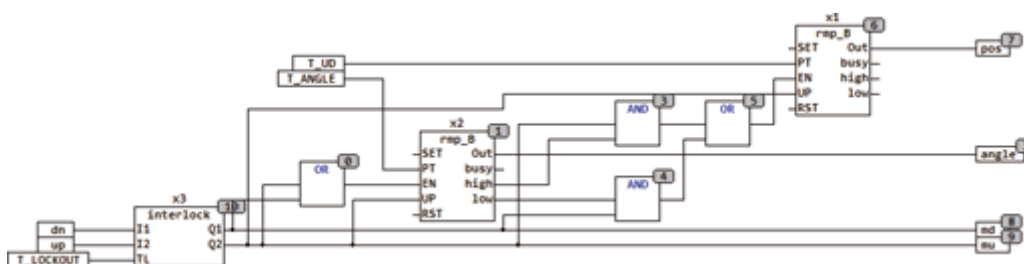 x1
6
rmp_B
SET
Out
7
pos
T_UD
PT
busy
T_ANGLE
EN
high
3
5
UP
low
AND
OR
RST
x2
1
rmp_B
SET
Out
angle
0
OR
PT
busy
4
EN
high
AND
x3
UP
low
10
interlock
RST
8
dn
I1
Q1
md
9
up
I2
Q2
mu
T_LOCKOUT
TL